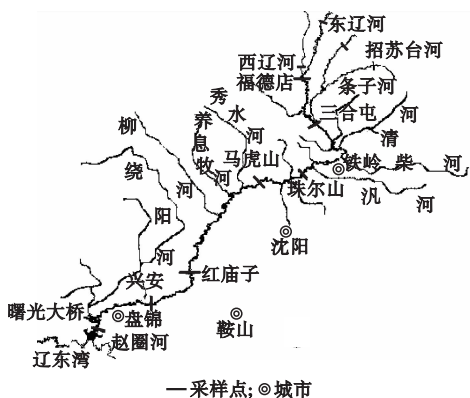 东辽河
招苏台河
西辽河
福德店
条子河
三合屯
清河
秀水河
养息牧河
柳河
绕阳河
马虎山
铁岭
柴河
珠尔山
汎河
沈阳
红庙子
兴安
曙光大桥
盘锦
鞍山
赵圈河
辽东湾
—采样点; ◎城市